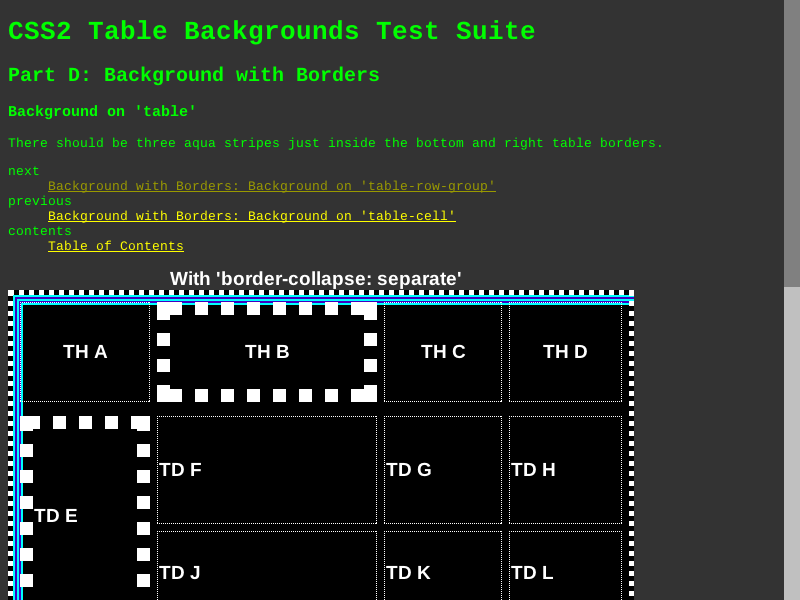 CSS2 Table Backgrounds Test Suite
Part D: Background with Borders
Background on 'table'
There should be three aqua stripes just inside the bottom and right table borders.
next
Background with Borders: Background on 'table-row-group'
previous
Background with Borders: Background on 'table-cell'
contents
Table of Contents
With 'border-collapse: separate'
TH A TH B TH C TH D
TD F TD G TD H
TD E
TD J TD K TD L